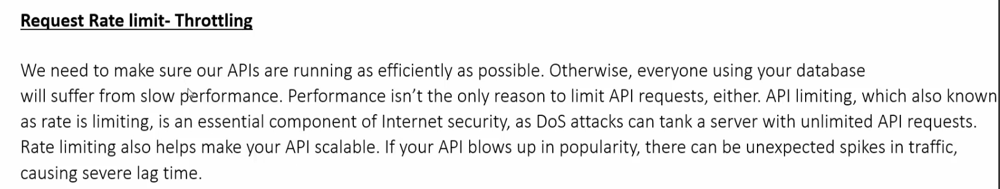 Request Rate limit- Throttling
We need to make sure our APIs are running as efficiently as possible. Otherwise, everyone using your database
will suffer from slow performance. Performance isn’t the only reason to limit API requests, either. API limiting, which also known
as rate is limiting, is an essential component of Internet security, as DoS attacks can tank a server with unlimited API requests.
Rate limiting also helps make your API scalable. If your API blows up in popularity, there can be unexpected spikes in traffic,
causing severe lag time.